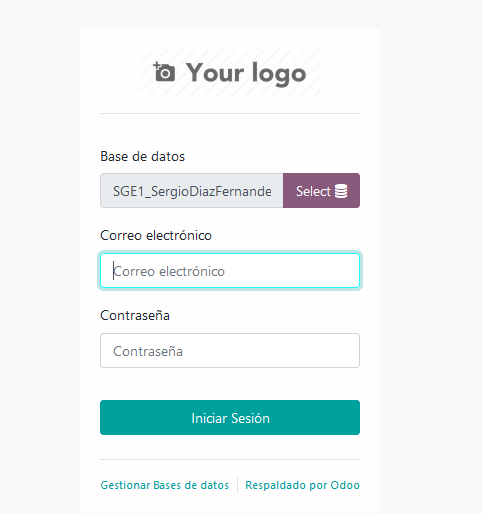 Your logo
Base de datos
SGE1_SergioDiazFernande
Select
Correo electrónico
Correo electrónico
Contraseña
Contraseña
Iniciar Sesión
Gestionar Bases de datos
Respaldado por Odoo